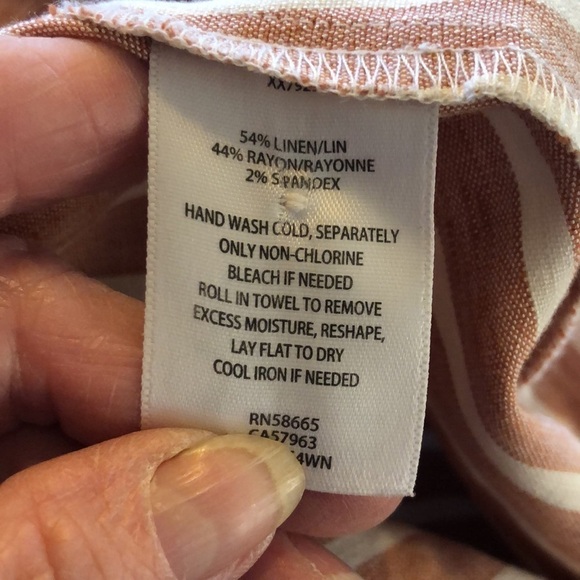 54% LINEN/LIN
44% RAYON/RAYONNE
2% SPANDEX
HAND WASH COLD, SEPARATELY
ONLY NON-CHLORINE
BLEACH IF NEEDED
ROLL IN TOWEL TO REMOVE
EXCESS MOISTURE, RESHAPE,
LAY FLAT TO DRY
COOL IRON IF NEEDED
RN58665
CA57963